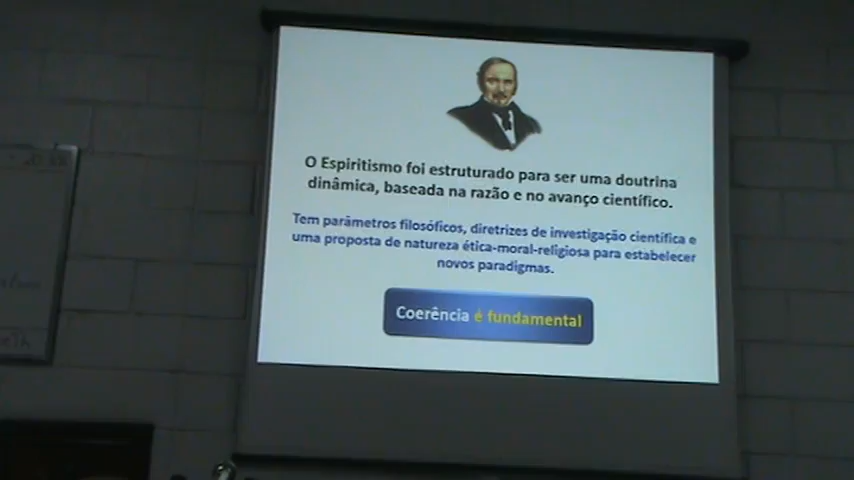 O Espiritismo foi estruturado para ser uma doutrina
dinâmica, baseada na razão e no avanço científico.
Tem parâmetros filosóficos, diretrizes de investigação científica e
uma proposta de natureza ética-moral-religiosa para estabelecer
novos paradigmas.
Coerência é fundamental